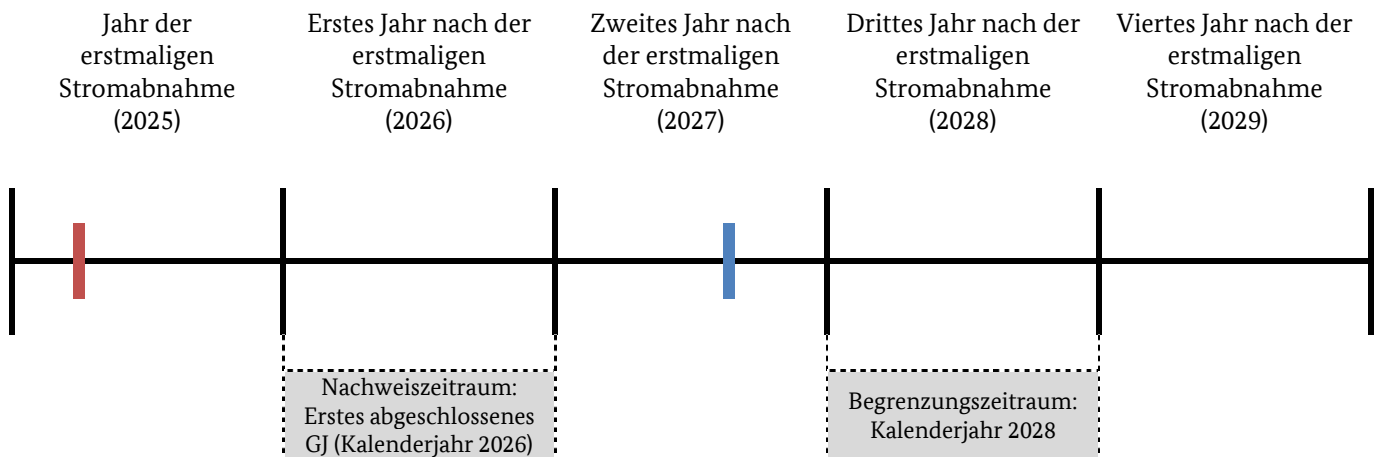 Jahr der
erstmaligen
Stromabnahme
(2025)
Erstes Jahr nach der
erstmaligen
Stromabnahme
(2026)
Zweites Jahr nach
der erstmaligen
Stromabnahme
(2027)
Drittes Jahr nach der
erstmaligen
Stromabnahme
(2028)
Viertes Jahr nach der
erstmaligen
Stromabnahme
(2029)
Nachweiszeitraum:
Erstes abgeschlossenes
GJ (Kalenderjahr 2026)
Begrenzungszeitraum:
Kalenderjahr 2028